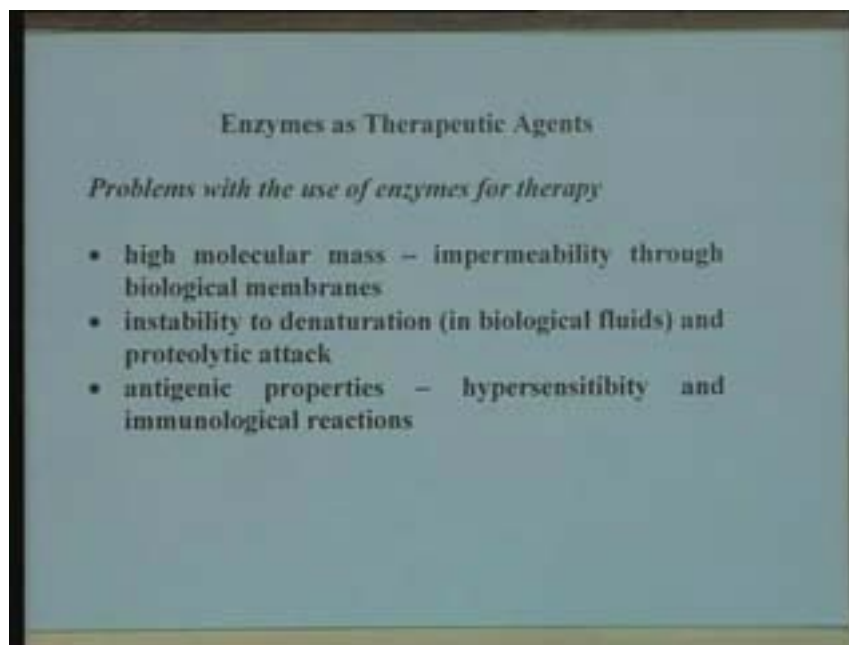 Enzymes as Therapeutic Agents
Problems with the use of enzymes for therapy
• high molecular mass – impermeability through
biological membranes
• instability to denaturation (in biological fluids) and
proteolytic attack
• antigenic properties – hypersensitibity and
immunological reactions